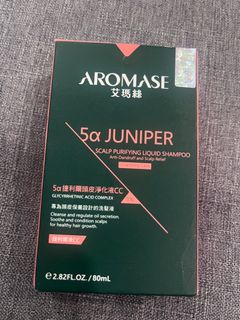 AROMASE
艾瑪絲
5α JUNIPER
SCALP PURIFYING LIQUID SHAMPOO
Anti-Dandruff and Scalp Relief
5α捷利爾頭皮淨化液CC
GLYCYRRHETINIC ACID COMPLEX
專為頭皮保養設計的洗髮液
Cleanse and regulate of secretion.
Soothe and condition scalps
for healthy hair growth.
e 2.82FL.OZ. / 80mL